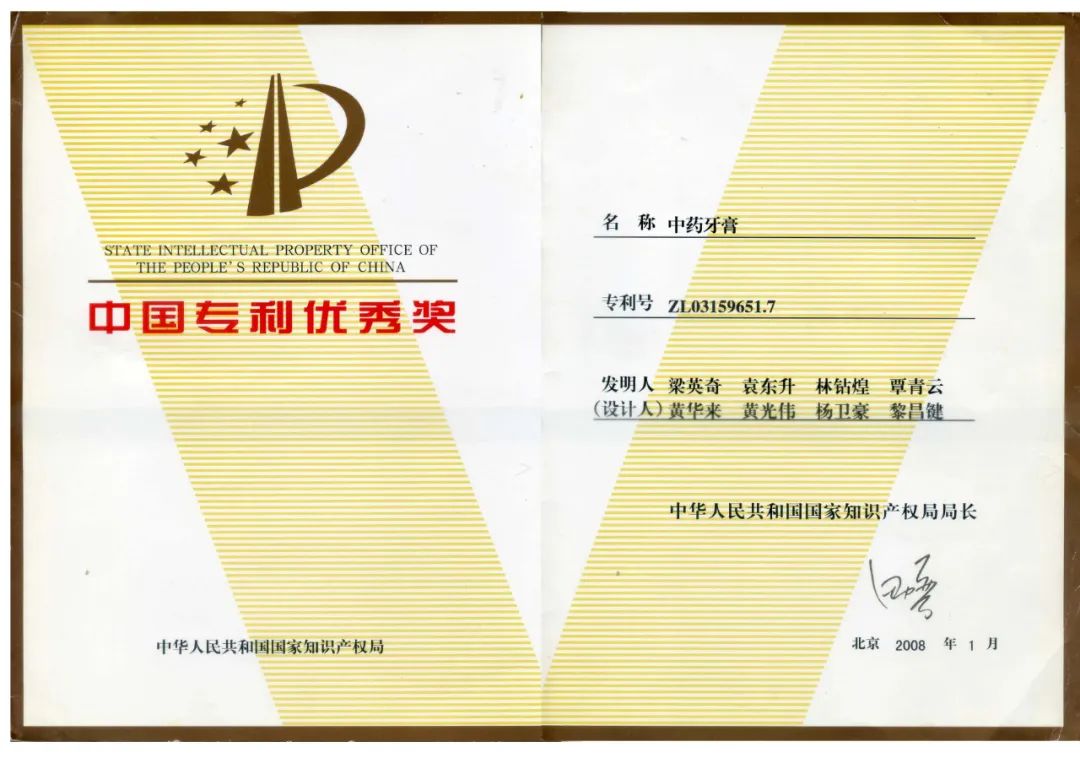 STATE INTELLECTUAL PROPERTY OFFICE OF
THE PEOPLE'S REPUBLIC OF CHINA
中国专利优秀奖
中华人民共和国国家知识产权局
名 称 中药牙膏
专利号 ZL03159651.7
发明人 梁英奇 袁东升 林钻煌 覃青云
(设计人) 黄华来 黄光伟 杨卫豪 黎昌健
中华人民共和国国家知识产权局局长
北京 2008 年 1 月